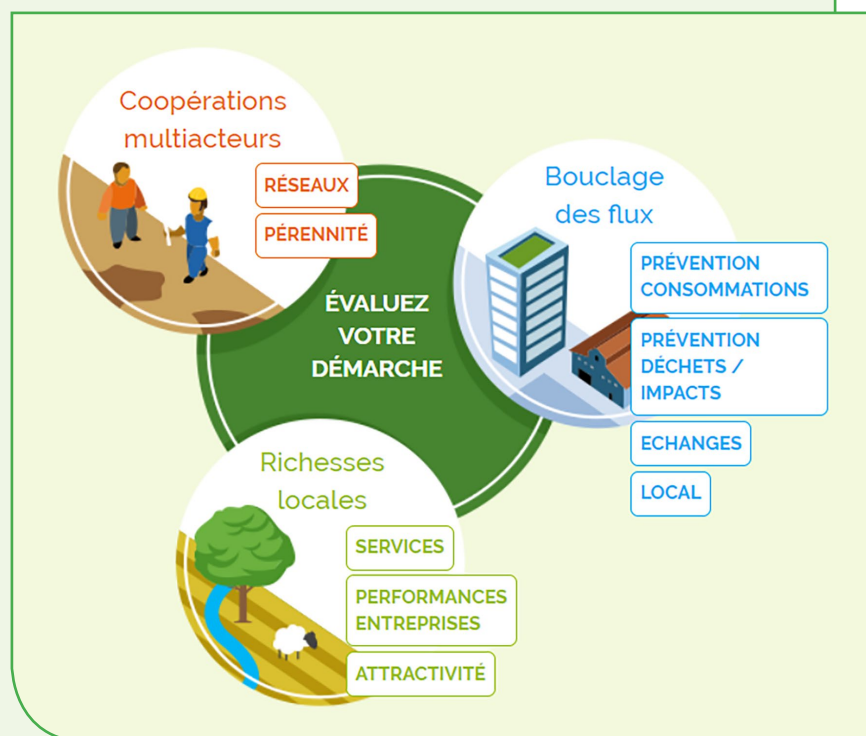 Coopérations
multiacteurs
RÉSEAUX
PÉRENNITÉ
ÉVALUEZ
VOTRE
DÉMARCHE
Bouclage
des flux
PRÉVENTION
CONSOMMATIONS
PRÉVENTION
DÉCHETS /
IMPACTS
ECHANGES
LOCAL
Richesses
locales
SERVICES
PERFORMANCES
ENTREPRISES
ATTRACTIVITÉ